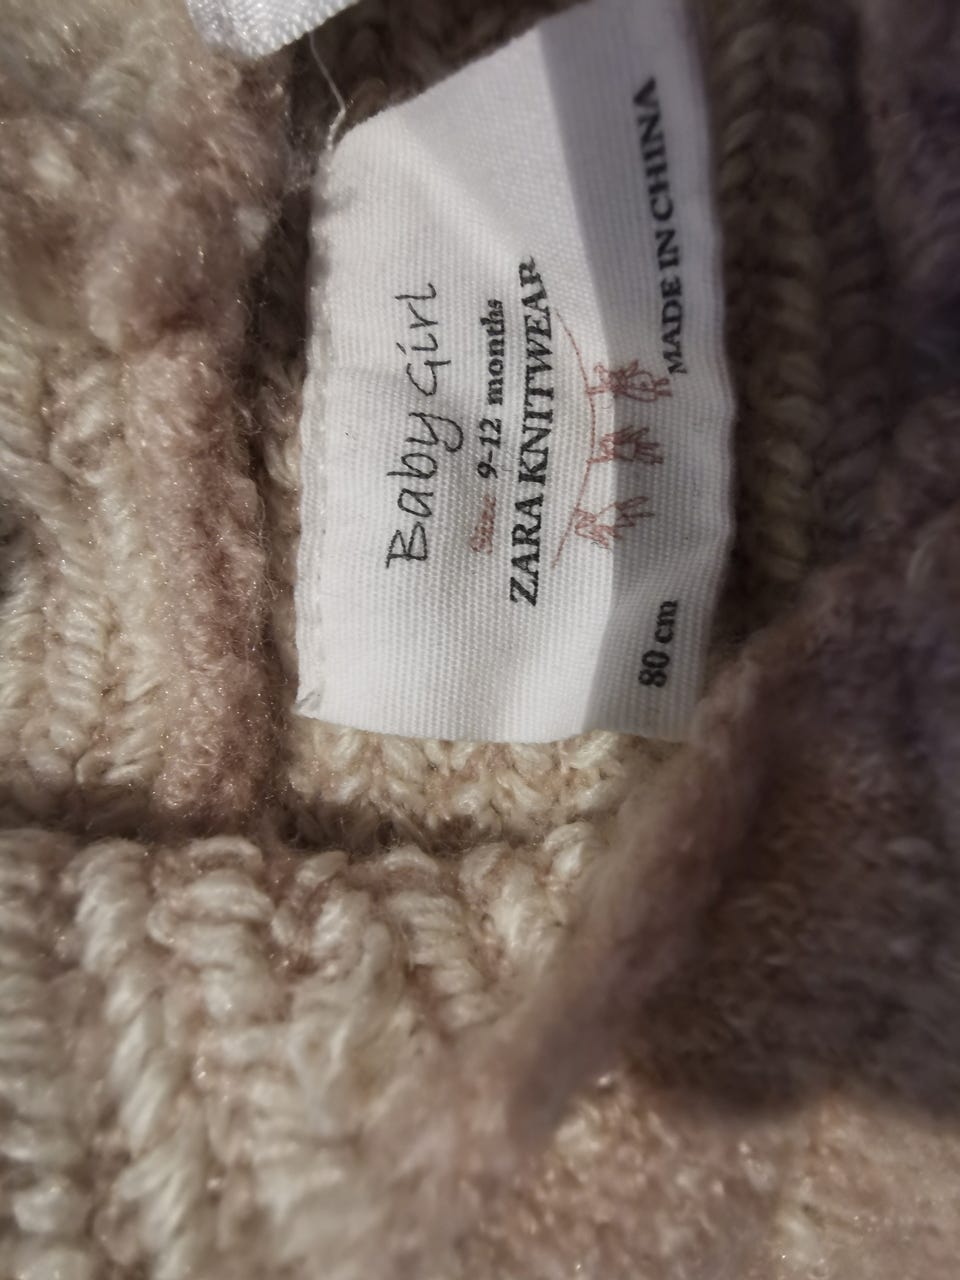 Baby Girl
Size 9-12 months
ZARA KNITWEAR
80 cm MADE IN CHINA